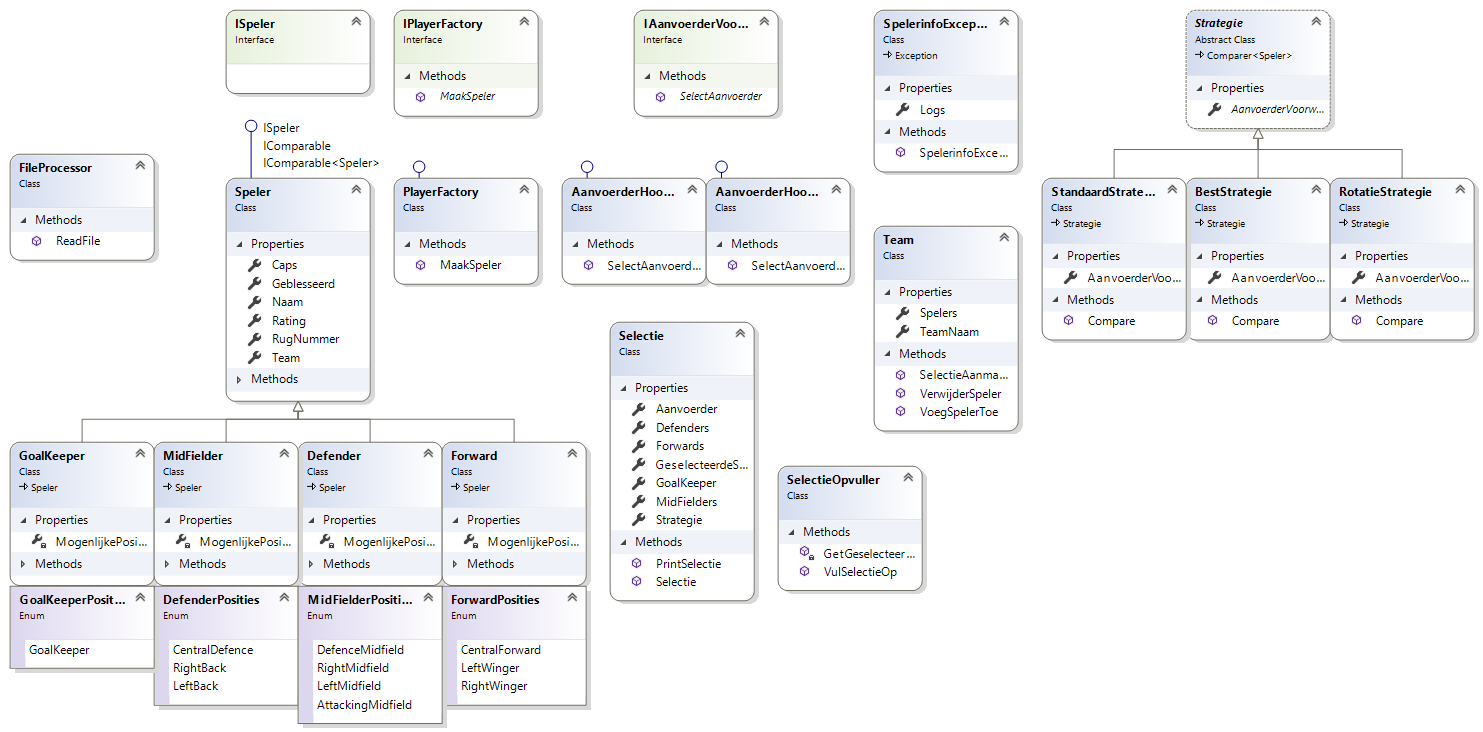 ISpeler
Interface
IPlayerFactory
Interface
Methods
MaakSpeler
IAanvoerderVoo...
Interface
Methods
SelectAanvoerder
SpelerinfoExcep...
Class
Exception
Properties
Logs
Methods
SpelerinfoExce...
Strategie
Abstract Class
Comparer<Speler>
Properties
AanvoerderVoorw...
ISpeler
IComparable
IComparable<Speler>
FileProcessor
Class
Methods
ReadFile
Speler
Class
Properties
Caps
Geblesseerd
Naam
Rating
RugNummer
Team
Methods
PlayerFactory
Class
Methods
MaakSpeler
AanvoerderHoo...
Class
Methods
SelectAanvoerd...
AanvoerderHoo...
Class
Methods
SelectAanvoerd...
Team
Class
Properties
Spelers
TeamNaam
Methods
SelectieAanma...
VerwijderSpeler
VoegSpelerToe
StandaardStrate...
Class
Strategie
Properties
AanvoerderVoo...
Methods
Compare
BestStrategie
Class
Strategie
Properties
AanvoerderVoo...
Methods
Compare
RotatieStrategie
Class
Strategie
Properties
AanvoerderVoo...
Methods
Compare
Selectie
Class
Properties
Aanvoerder
Defenders
Forwards
GeselecteerdeS...
GoalKeeper
MidFielders
Strategie
Methods
PrintSelectie
Selectie
SelectieOpvuller
Class
Methods
GetGeselecteer...
VulSelectieOp
GoalKeeper
Class
Speler
Properties
MogenlijkePosi...
Methods
MidFielder
Class
Speler
Properties
MogenlijkePosi...
Methods
Defender
Class
Speler
Properties
MogenlijkePosi...
Methods
Forward
Class
Speler
Properties
MogenlijkePosi...
Methods
GoalKeeperPosit...
Enum
GoalKeeper
DefenderPosities
Enum
CentralDefence
RightBack
LeftBack
MidFielderPositi...
Enum
DefenceMidfield
RightMidfield
LeftMidfield
AttackingMidfield
ForwardPosities
Enum
CentralForward
LeftWinger
RightWinger